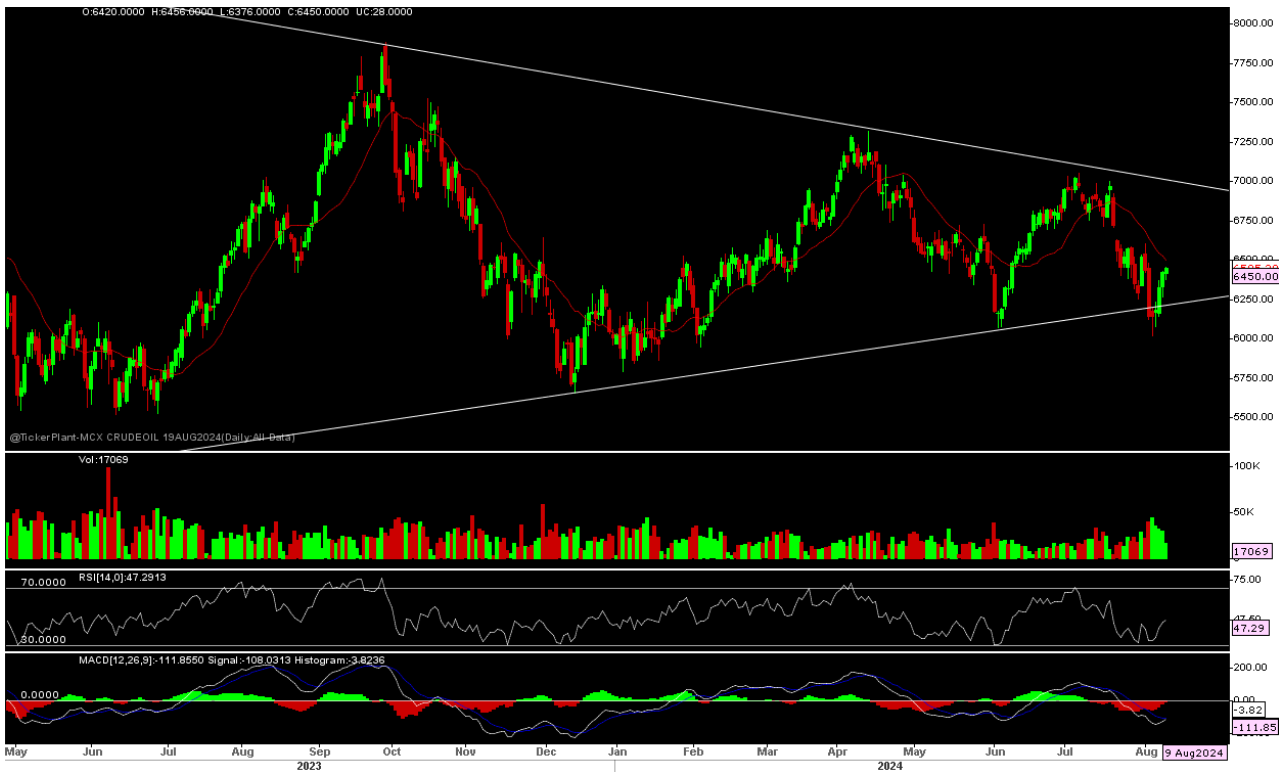 O:6420.0000 H:6456.0000 L:6376.0000 C:6450.0000 UC:28.0000
8000.00
7750.00
7500.00
7250.00
7000.00
6750.00
6500.00
6450.00
6250.00
6000.00
5750.00
5500.00
@TickerPlant-MCX CRUDEOIL 19AUG2024(Daily:All Data)
Vol:17069
100K
50K
17069
RSI[14,0]:47.2913
70.0000
75.00
47.29
30.0000
MACD[12,26,9]:-111.8550 Signal:-108.0313 Histogram:-3.8236
200.00
0.0000
0.00
-3.82
-111.85
May Jun Jul Aug Sep Oct Nov Dec Jan Feb Mar Apr May Jun Jul Aug 9 Aug2024
2023 2024